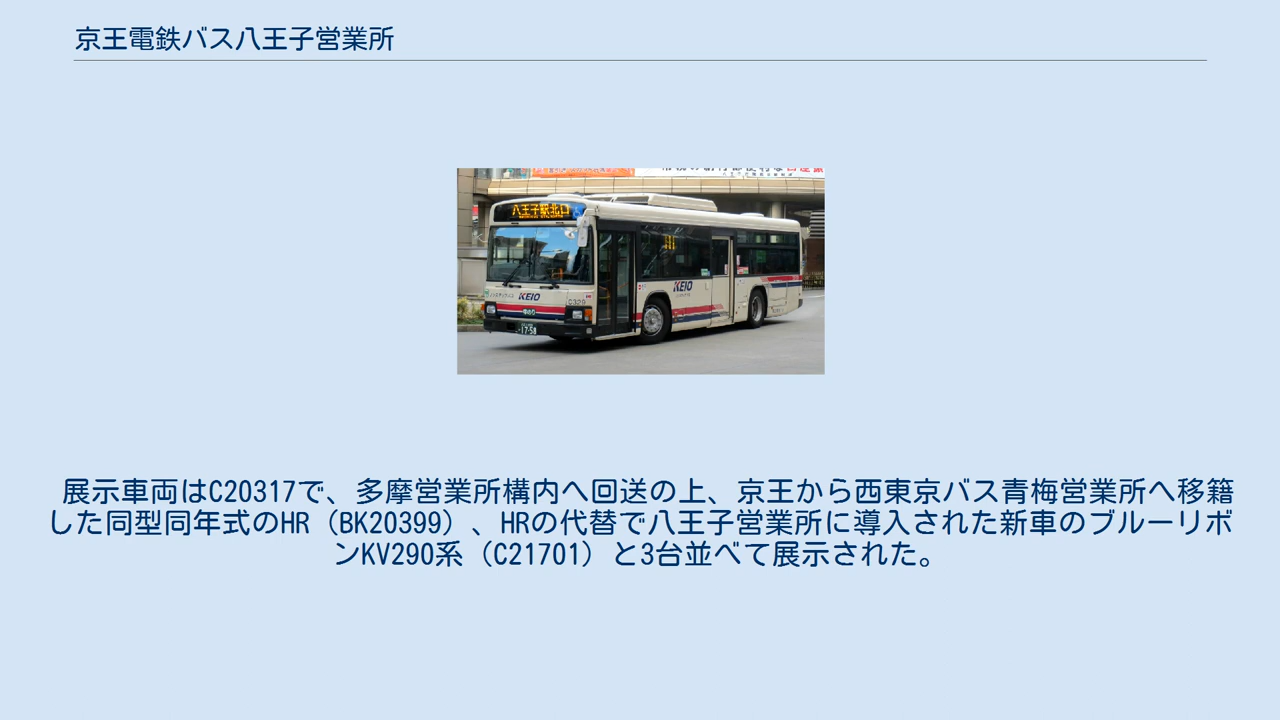 京王電鉄バス八王子営業所
八王子駅北口
KEIO
KEIO
C329
17-58
展示車両はC20317で、多摩営業所構内へ回送の上、京王から西東京バス青梅営業所へ移籍
した同型同年式のHR（BK20399）、HRの代替で八王子営業所に導入された新車のブルーリボ
ンKV290系（C21701）と3台並べて展示された。